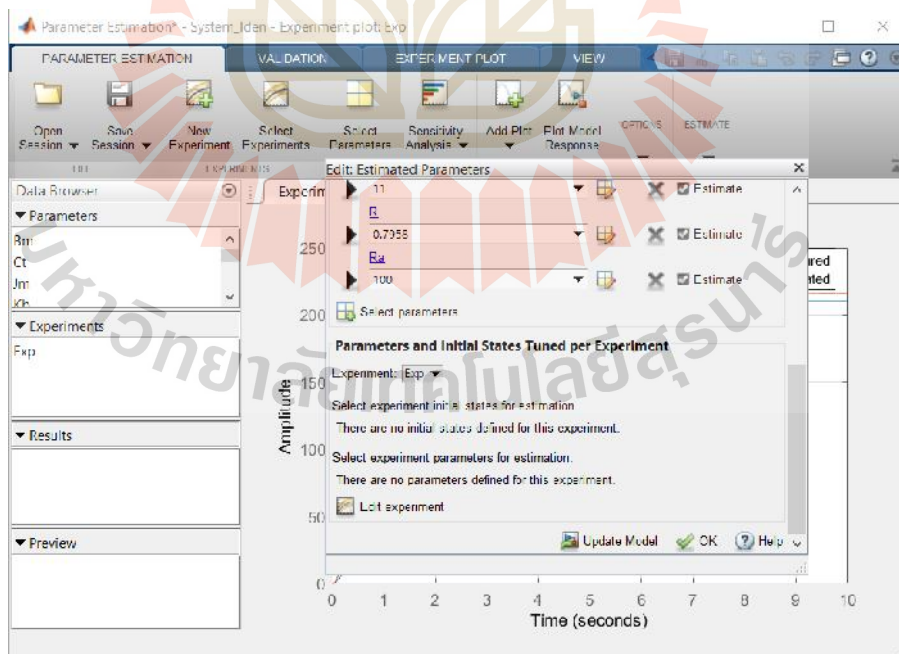 Parameter Estimation* - System_Iden - Experiment plot: Exp
PARAMETER ESTIMATION
VALIDATION
EXPERIMENT PLOT
VIEW
Open Session
Save Session
New Experiment
Select Experiments
Select Parameters
Sensitivity Analysis
Add Plot
Plot Model Response
OPTIONS
ESTIMATE
EXPERIMENTS
Data Browser
Parameters
Bm
Ct
Jm
Kb
Experiments
Exp
Results
Preview
Experim
Edit: Estimated Parameters
11
Estimate
R
0.7958
Estimate
Ra
100
Estimate
Select parameters
Parameters and Initial States Tuned per Experiment
Experiment: Exp
Select experiment initial states for estimation
There are no initial states defined for this experiment.
Select experiment parameters for estimation.
There are no parameters defined for this experiment.
Edit experiment
Update Model
OK
Help
250
200
150
100
50
0
Amplitude
0 1 2 3 4 5 6 7 8 9 10
Time (seconds)
มหาวิทยาลัยเทคโนโลยีสุรนารี